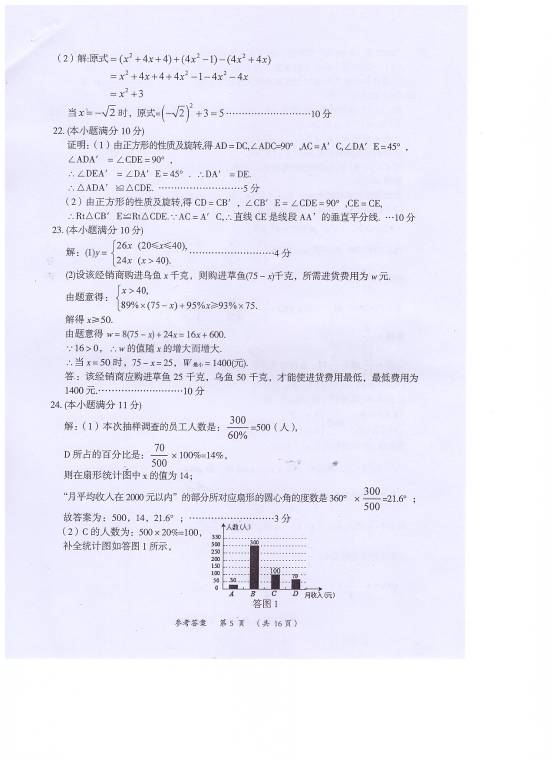 (2)解:原式=(x²+4x+4)+(4x²-1)-(4x²+4x)
=x²+4x+4+4x²-1-4x²-4x
=x²+3
当x=-√2时，原式=(-√2)²+3=5…………………………10分
22.(本小题满分10分)
证明:(1)由正方形的性质及旋转,得AD=DC,∠ADC=90°,AC=A′C,∠DA′E=45°,
∠ADA′=∠CDE=90°,
∴∠DEA′=∠DA′E=45°.∴DA′=DE.
∴△ADA′≌△CDE.…………………………5分
(2)由正方形的性质及旋转,得CD=CB′，∠CB′E=∠CDE=90°,CE=CE,
∴Rt△CB′E≌Rt△CDE.∵AC=A′C,∴直线CE是线段AA′的垂直平分线.…10分
23.(本小题满分10分)
解：(1)y={26x (20≤x≤40),
24x (x>40).…………………………4分
(2)设该经销商购进乌鱼x千克，则购进草鱼(75-x)千克，所需进货费用为w元.
由题意得：{x>40,
89%×(75-x)+95%x≥93%×75.
解得x≥50.
由题意得w=8(75-x)+24x=16x+600.
∵16>0，∴w的值随x的增大而增大.
∴当x=50时，75-x=25，W最小=1400(元).
答：该经销商应购进草鱼25千克，乌鱼50千克，才能使进货费用最低，最低费用为
1400元.…………………………10分
24.(本小题满分11分)
解：(1)本次抽样调查的员工人数是：300/60%=500(人),
D所占的百分比是：70/500×100%=14%,
则在扇形统计图中x的值为14；
“月平均收入在2000元以内”的部分所对应扇形的圆心角的度数是360°×300/500=21.6°；
故答案为：500，14，21.6°；…………………………3分
(2)C的人数为：500×20%=100,
补全统计图如答图1所示，
人数(人)
350
300
250
200
150
100
50
0
30
300
100
70
A B C D 月收入(元)
答图1
参考答案 第5页 (共16页)